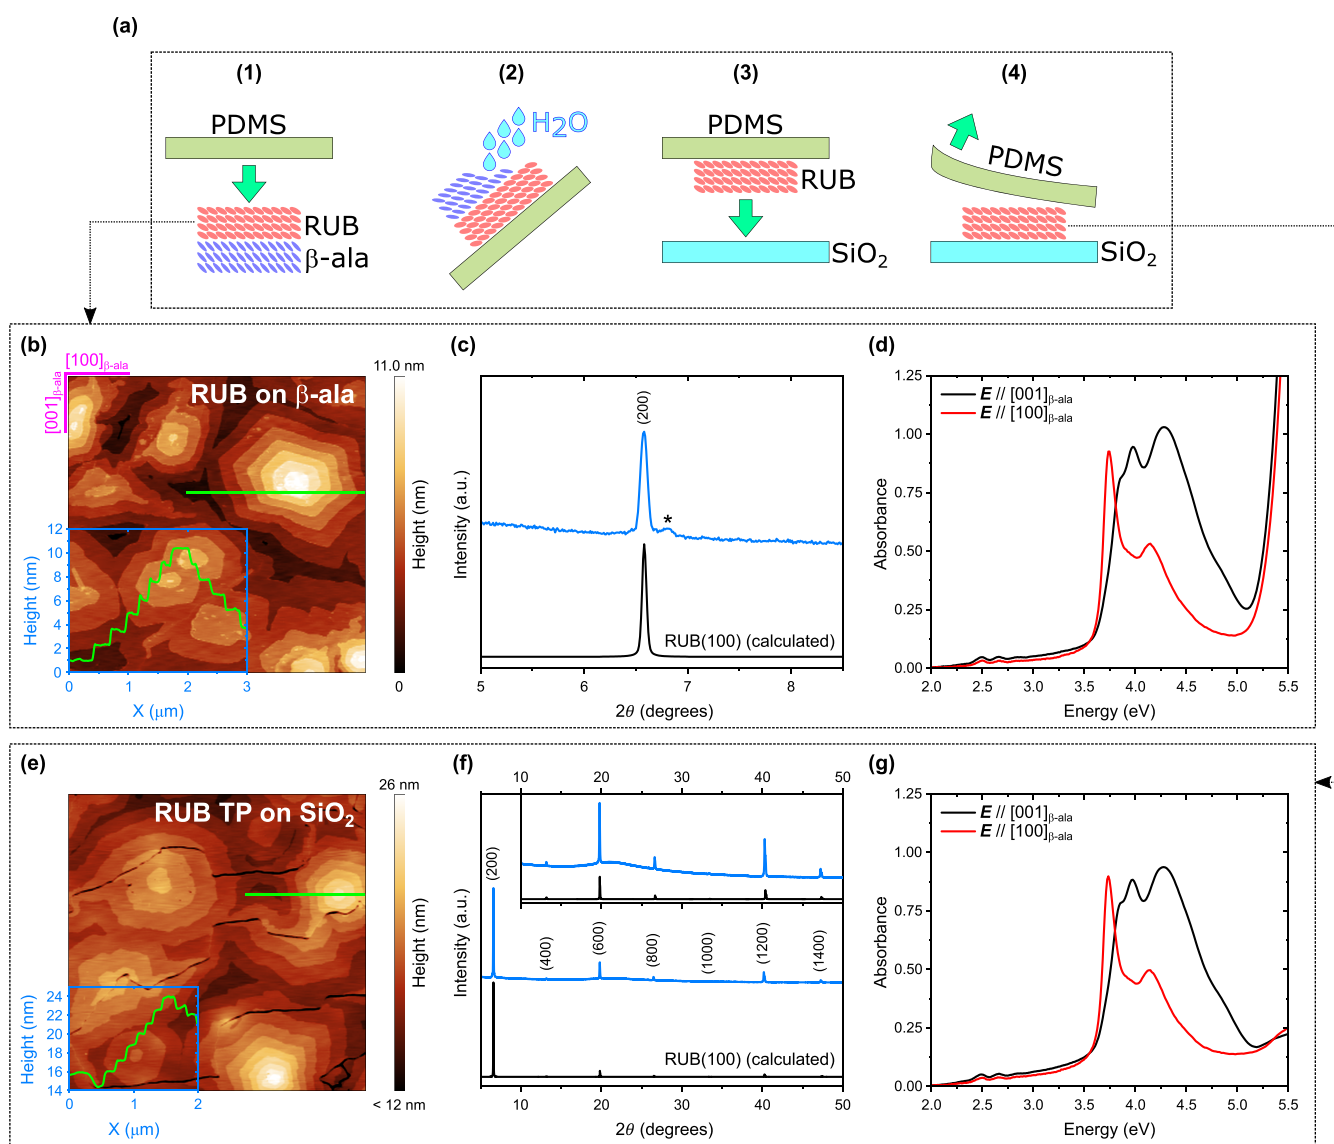 (a)
(1)
(2)
(3)
(4)
PDMS
RUB
β-ala
H2O
PDMS
RUB
SiO2
PDMS
SiO2
(b)
[100]β-ala
[001]β-ala
RUB on β-ala
11.0 nm
Height (nm)
0
Height (nm)
12
10
8
6
4
2
0
0 1 2 3
X (μm)
(c)
(200)
*
Intensity (a.u.)
RUB(100) (calculated)
5 6 7 8
2θ (degrees)
(d)
E // [001]β-ala
E // [100]β-ala
Absorbance
1.25
1.00
0.75
0.50
0.25
0.00
2.0 2.5 3.0 3.5 4.0 4.5 5.0 5.5
Energy (eV)
(e)
RUB TP on SiO2
26 nm
Height (nm)
< 12 nm
Height (nm)
24
22
20
18
16
14
0 2
X (μm)
(f)
10 20 30 40 50
(200)
(400)
(600)
(800)
(1000)
(1200)
(1400)
Intensity (a.u.)
RUB(100) (calculated)
10 20 30 40 50
2θ (degrees)
(g)
E // [001]β-ala
E // [100]β-ala
Absorbance
1.25
1.00
0.75
0.50
0.25
0.00
2.0 2.5 3.0 3.5 4.0 4.5 5.0 5.5
Energy (eV)